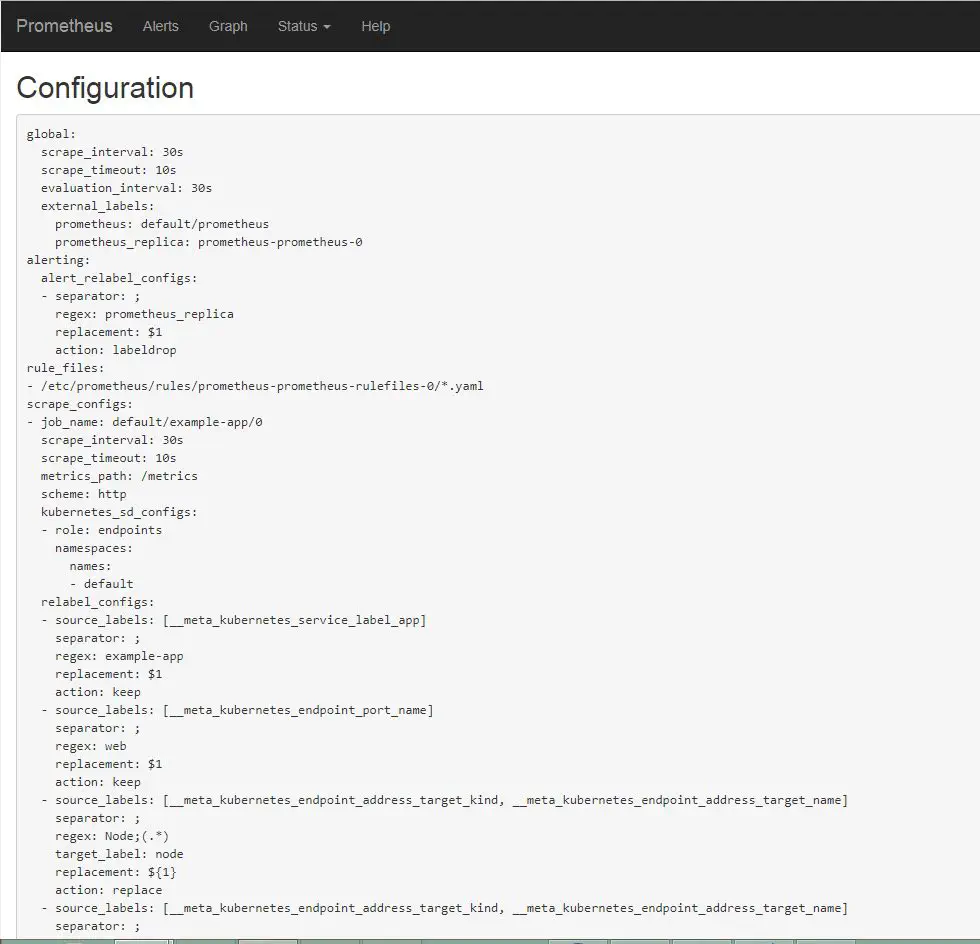 Prometheus Alerts Graph Status Help
Configuration
global:
  scrape_interval: 30s
  scrape_timeout: 10s
  evaluation_interval: 30s
  external_labels:
    prometheus: default/prometheus
    prometheus_replica: prometheus-prometheus-0
alerting:
  alert_relabel_configs:
  - separator: ;
    regex: prometheus_replica
    replacement: $1
    action: labeldrop
rule_files:
- /etc/prometheus/rules/prometheus-prometheus-rulefiles-0/*.yaml
scrape_configs:
- job_name: default/example-app/0
  scrape_interval: 30s
  scrape_timeout: 10s
  metrics_path: /metrics
  scheme: http
  kubernetes_sd_configs:
  - role: endpoints
    namespaces:
      names:
      - default
  relabel_configs:
  - source_labels: [__meta_kubernetes_service_label_app]
    separator: ;
    regex: example-app
    replacement: $1
    action: keep
  - source_labels: [__meta_kubernetes_endpoint_port_name]
    separator: ;
    regex: web
    replacement: $1
    action: keep
  - source_labels: [__meta_kubernetes_endpoint_address_target_kind, __meta_kubernetes_endpoint_address_target_name]
    separator: ;
    regex: Node;(.*)
    target_label: node
    replacement: ${1}
    action: replace
  - source_labels: [__meta_kubernetes_endpoint_address_target_kind, __meta_kubernetes_endpoint_address_target_name]
    separator: ;